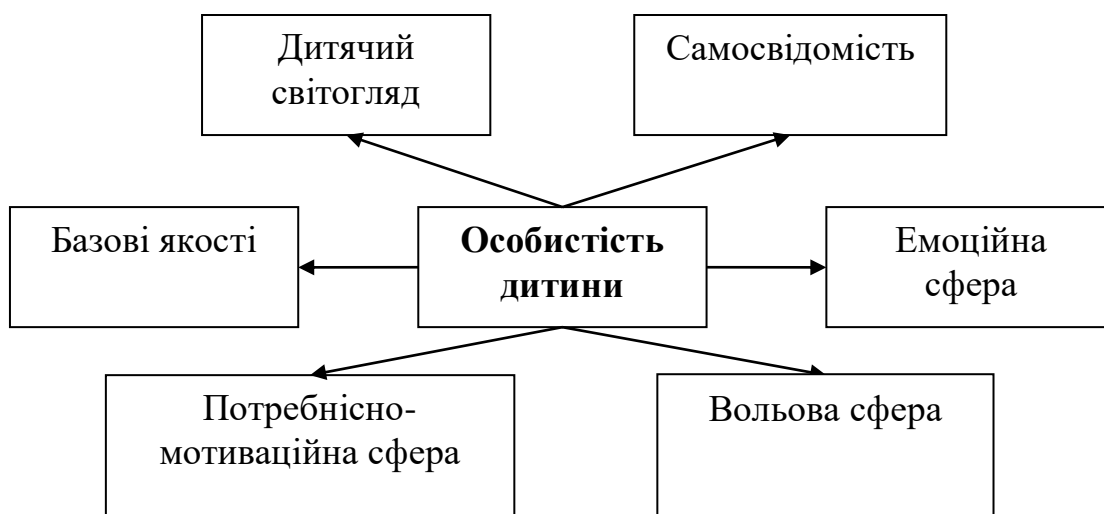 Дитячий
світогляд
Самосвідомість
Базові якості
Особистість
дитини
Емоційна
сфера
Потребнісно-
мотиваційна сфера
Вольова сфера